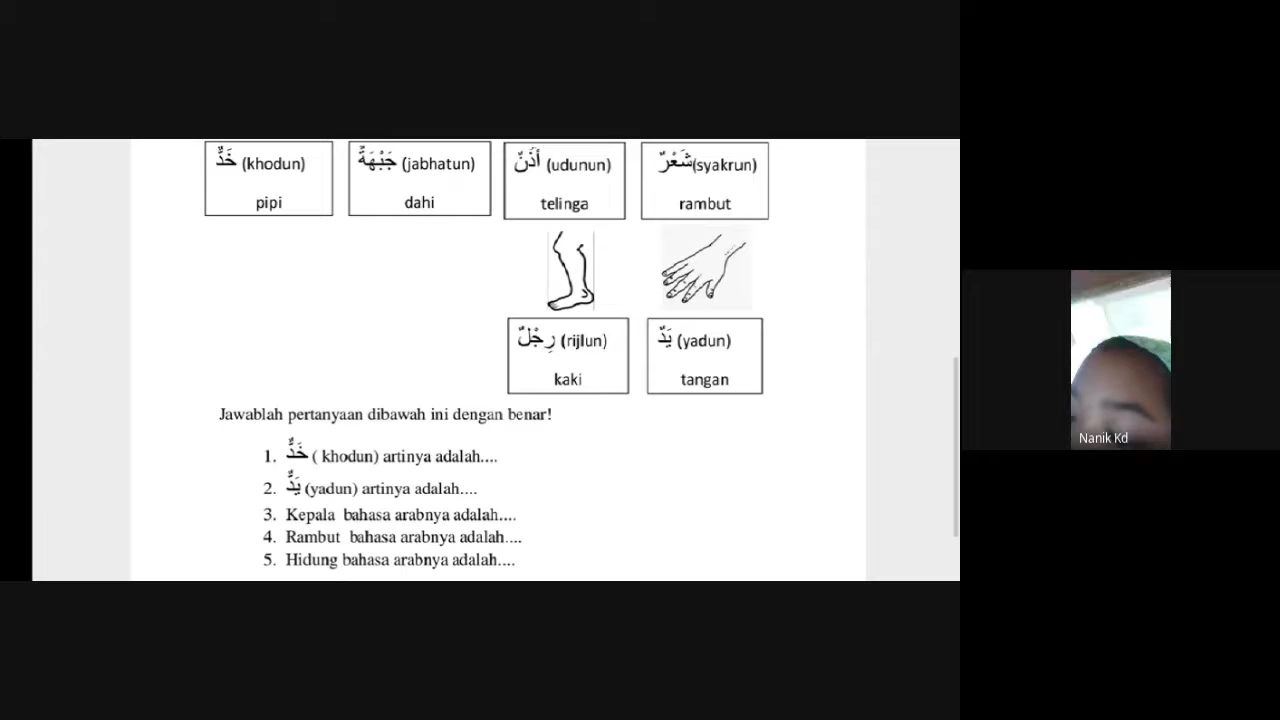 خَدٌّ (khodun)
pipi
جَبْهَةٌ (jabhatun)
dahi
أُذَنٌ (udunun)
telinga
شَعْرٌ(syakrun)
rambut
رِجْلٌ (rijlun)
kaki
يَدٌ (yadun)
tangan
Jawablah pertanyaan dibawah ini dengan benar!
1. خَدٌّ ( khodun) artinya adalah....
2. يَدٌّ (yadun) artinya adalah....
3. Kepala bahasa arabnya adalah....
4. Rambut bahasa arabnya adalah....
5. Hidung bahasa arabnya adalah....
Nanik Kd